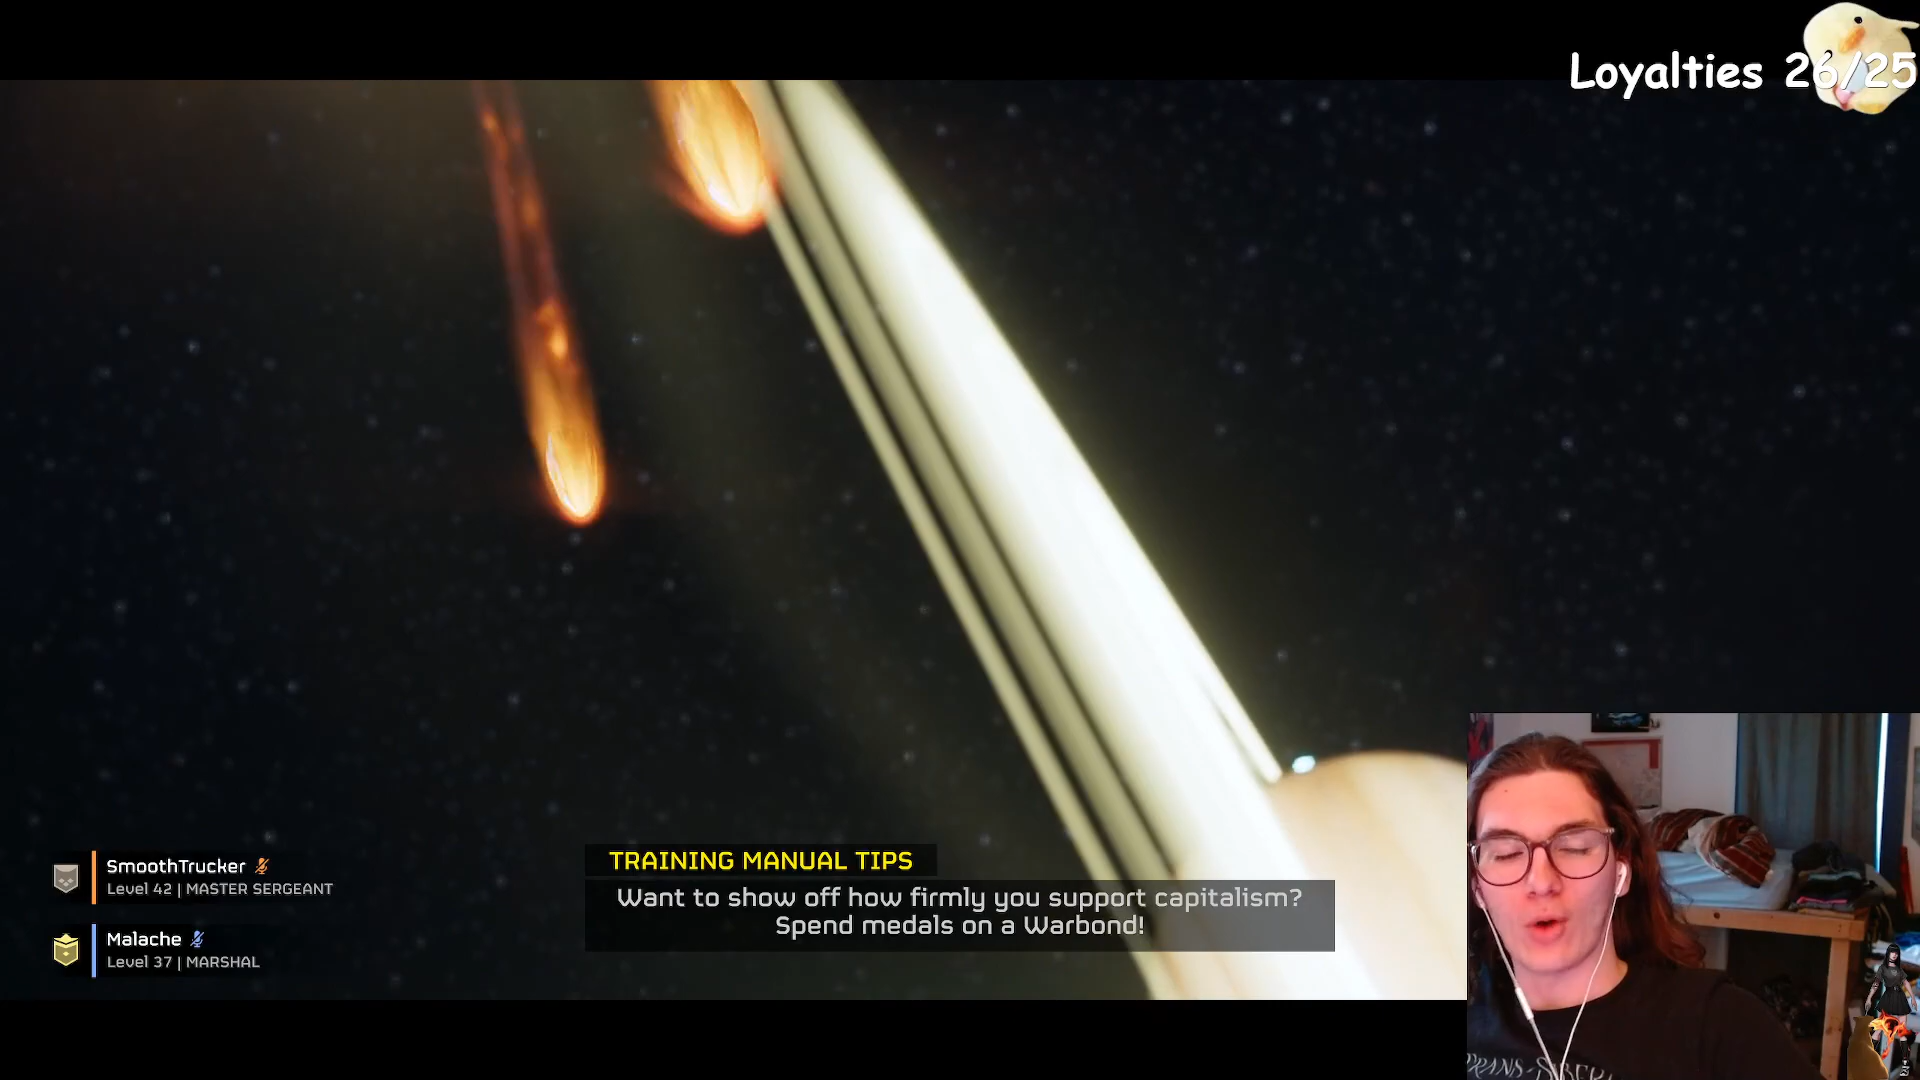 Loyalties 26/25
SmoothTrucker
Level 42 | MASTER SERGEANT
Malache
Level 37 | MARSHAL
TRAINING MANUAL TIPS
Want to show off how firmly you support capitalism?
Spend medals on a Warbond!